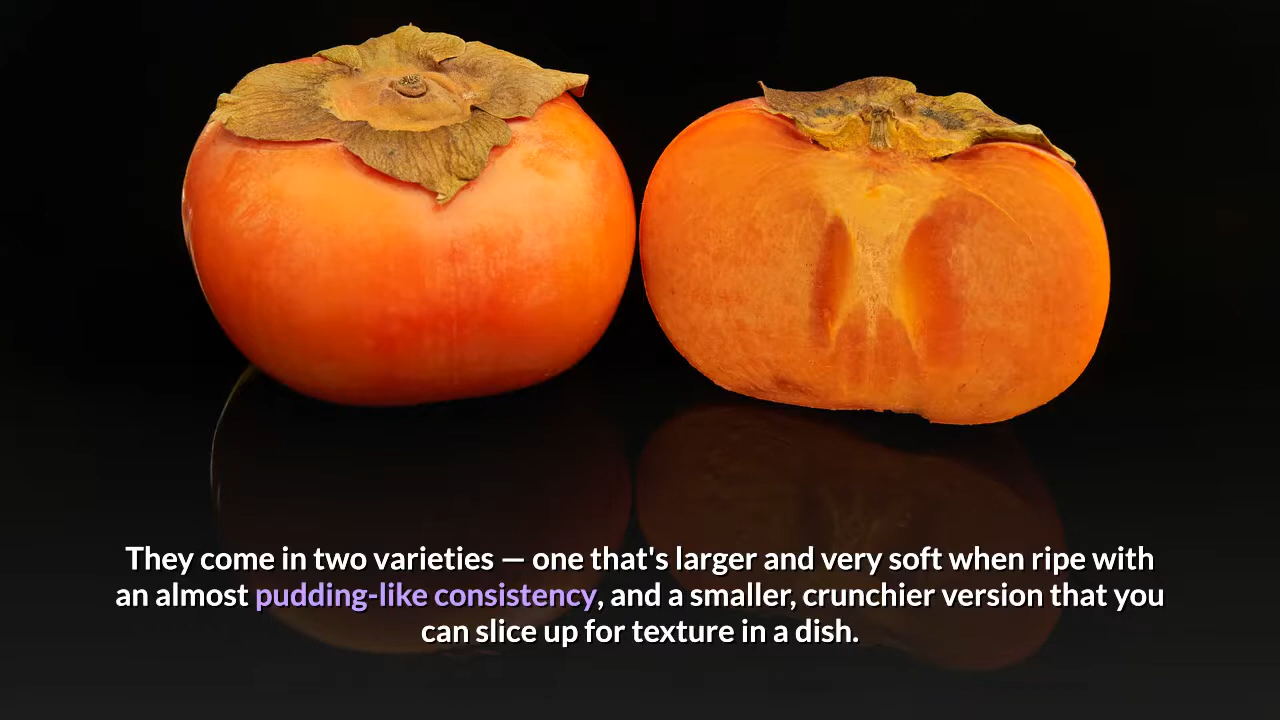 They come in two varieties — one that's larger and very soft when ripe with
an almost pudding-like consistency, and a smaller, crunchier version that you
can slice up for texture in a dish.